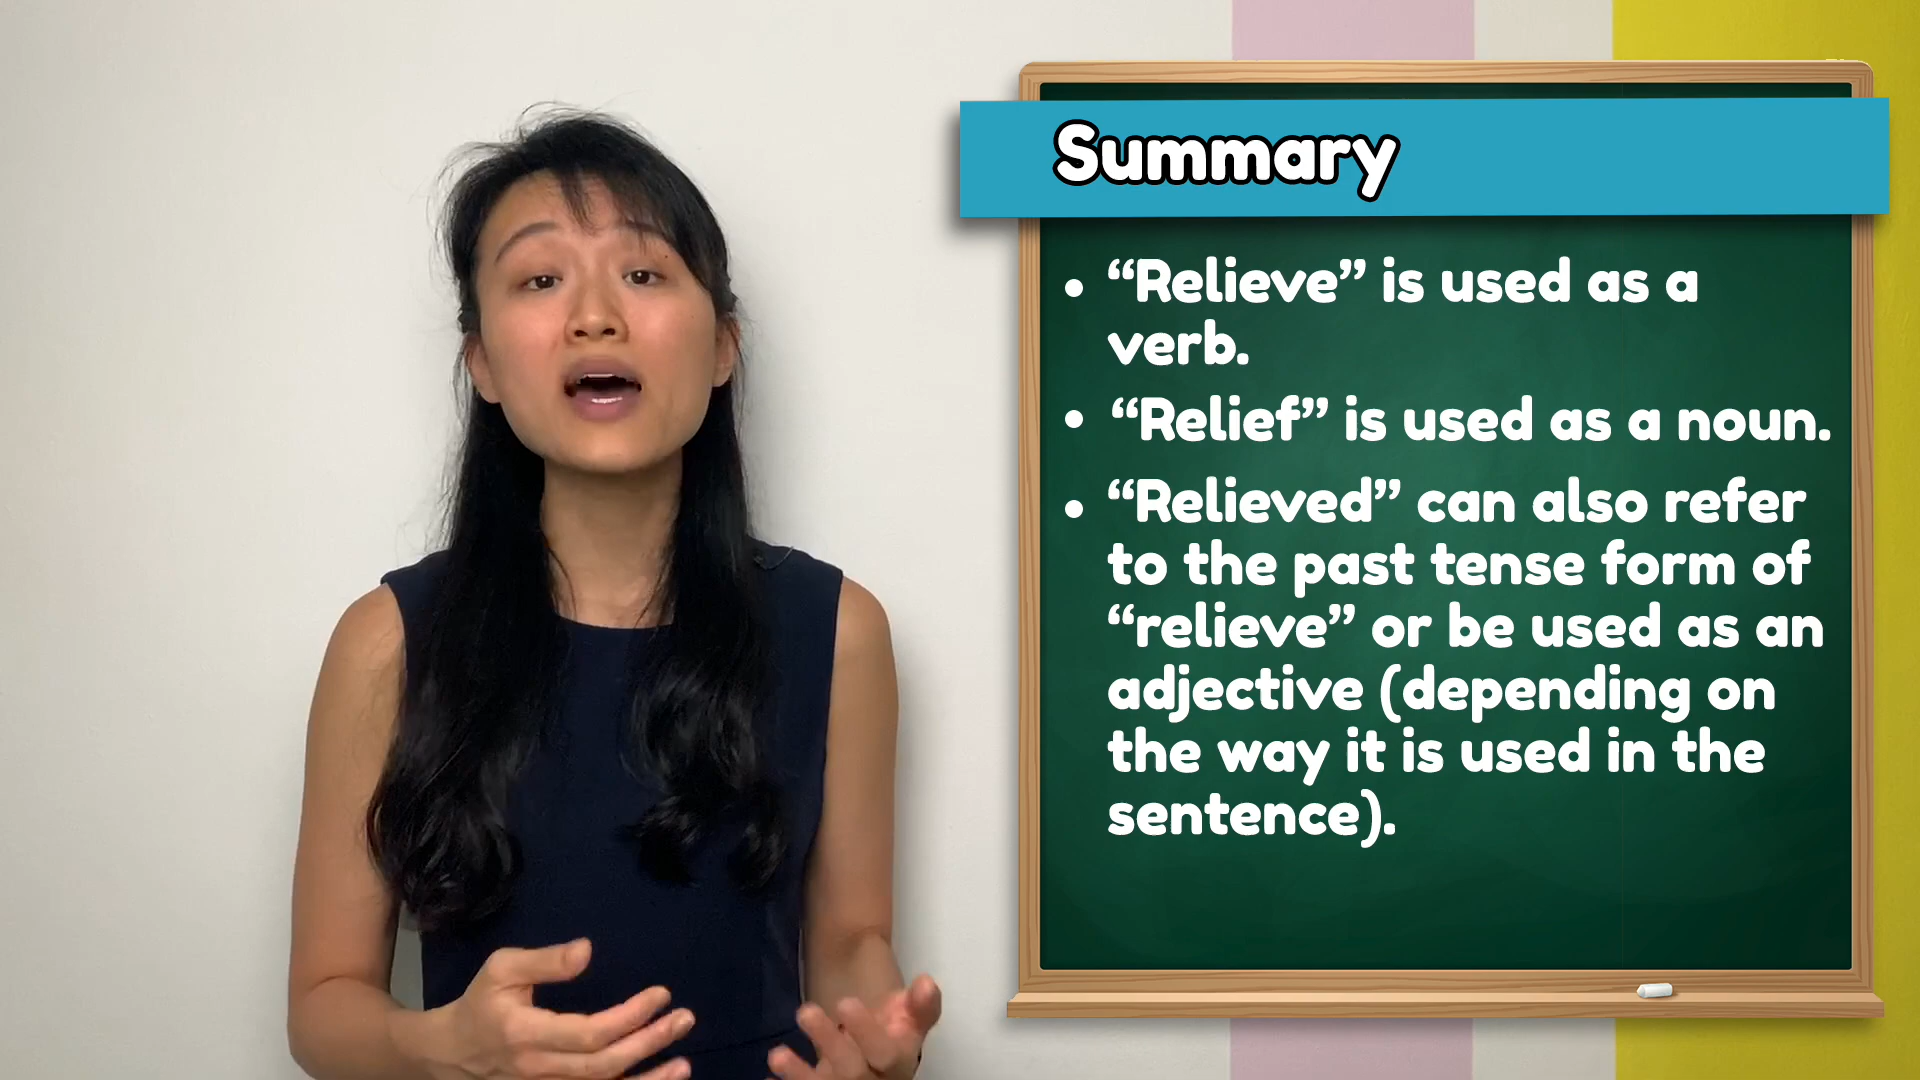 Summary
• “Relieve” is used as a
verb.
• “Relief” is used as a noun.
• “Relieved” can also refer
to the past tense form of
“relieve” or be used as an
adjective (depending on
the way it is used in the
sentence).